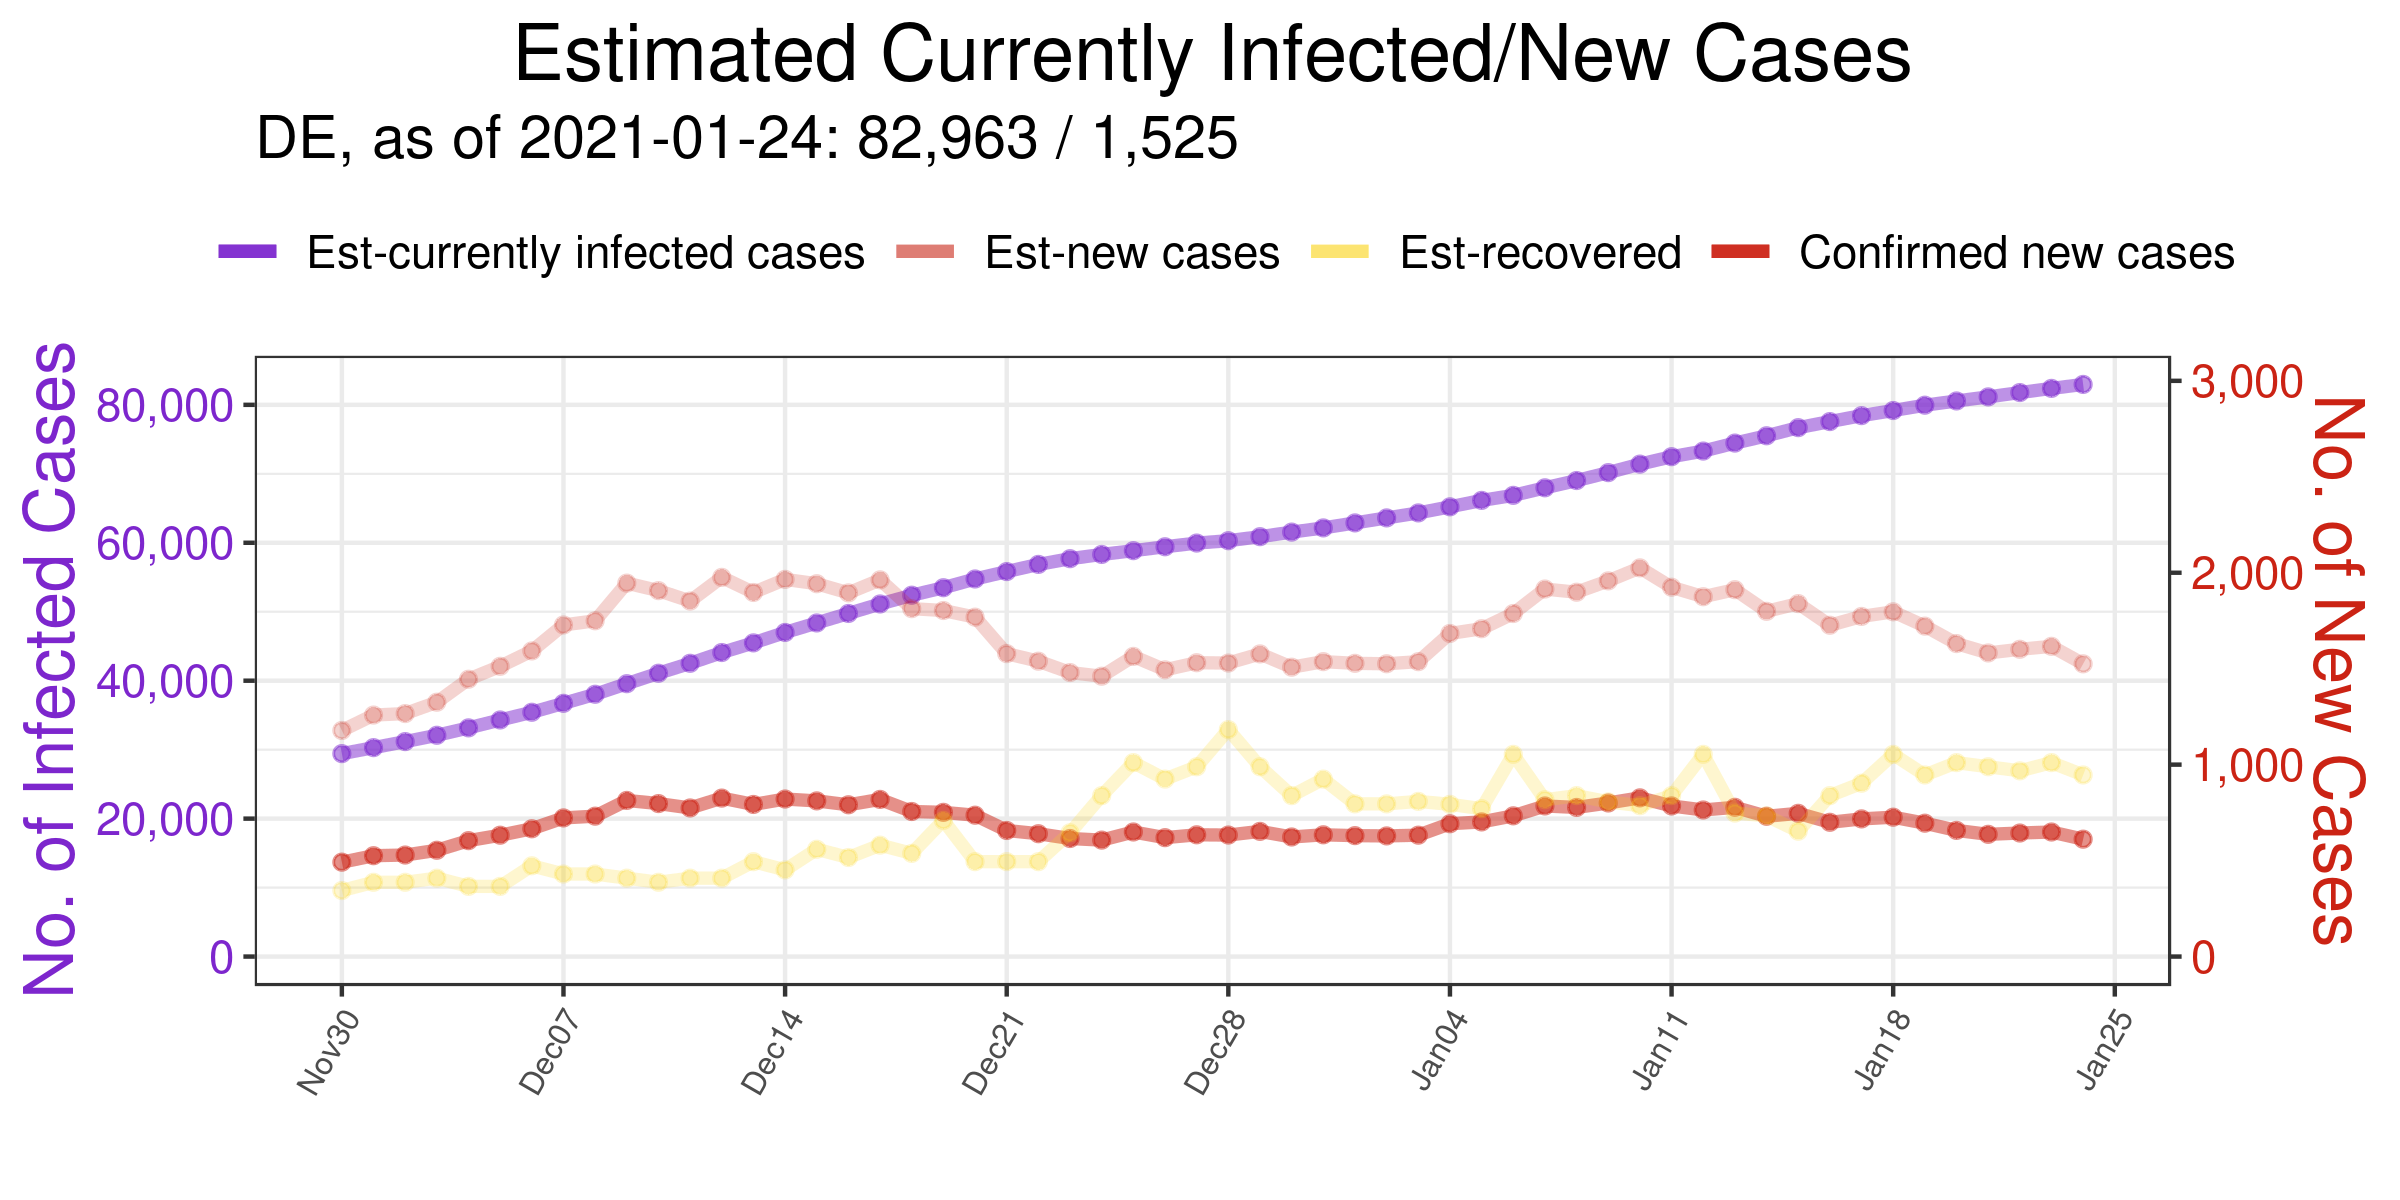 Estimated Currently Infected/New Cases
DE, as of 2021-01-24: 82,963 / 1,525
Est-currently infected cases Est-new cases Est-recovered Confirmed new cases
No. of Infected Cases
80,000
60,000
40,000
20,000
0
3,000
2,000
1,000
0
No. of New Cases
Nov30 Dec07 Dec14 Dec21 Dec28 Jan04 Jan11 Jan18 Jan25